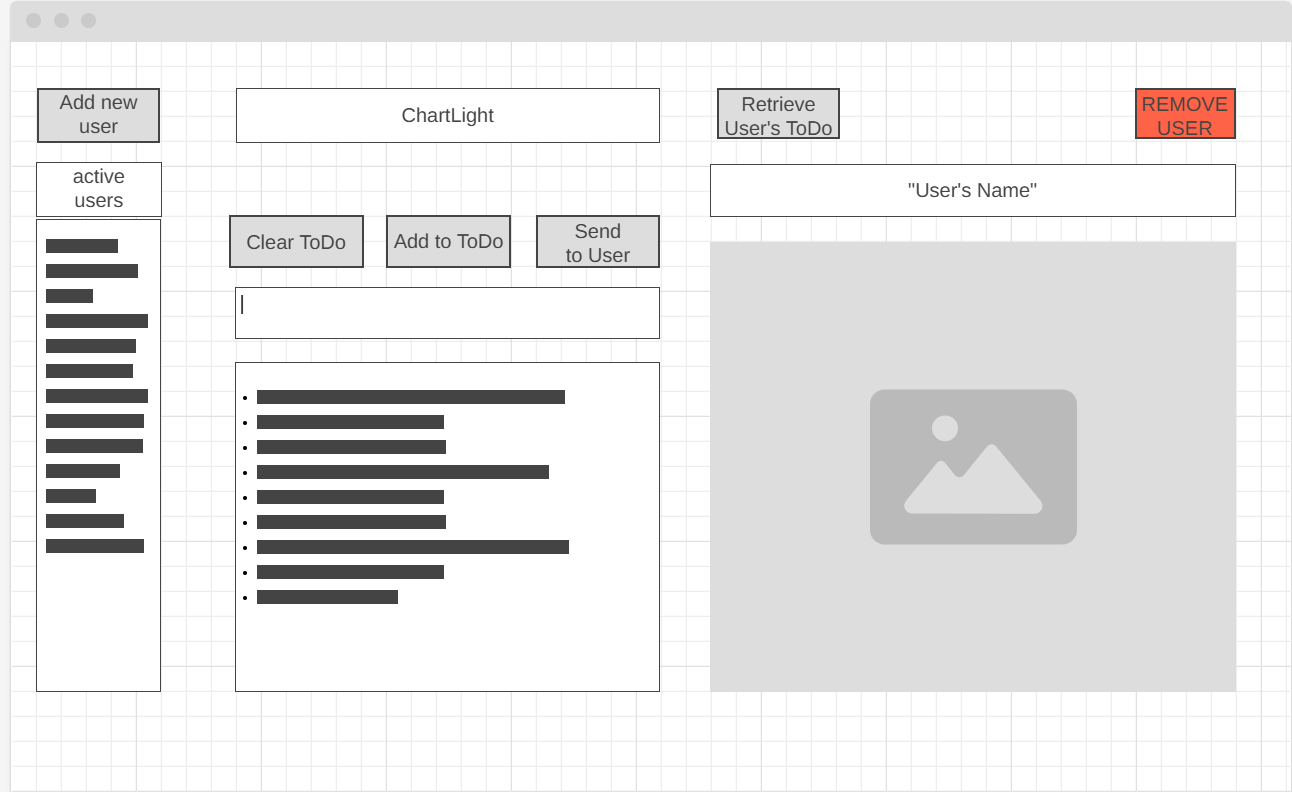 Add new
user
ChartLight
Retrieve
User's ToDo
REMOVE
USER
active
users
"User's Name"
Clear ToDo
Add to ToDo
Send
to User